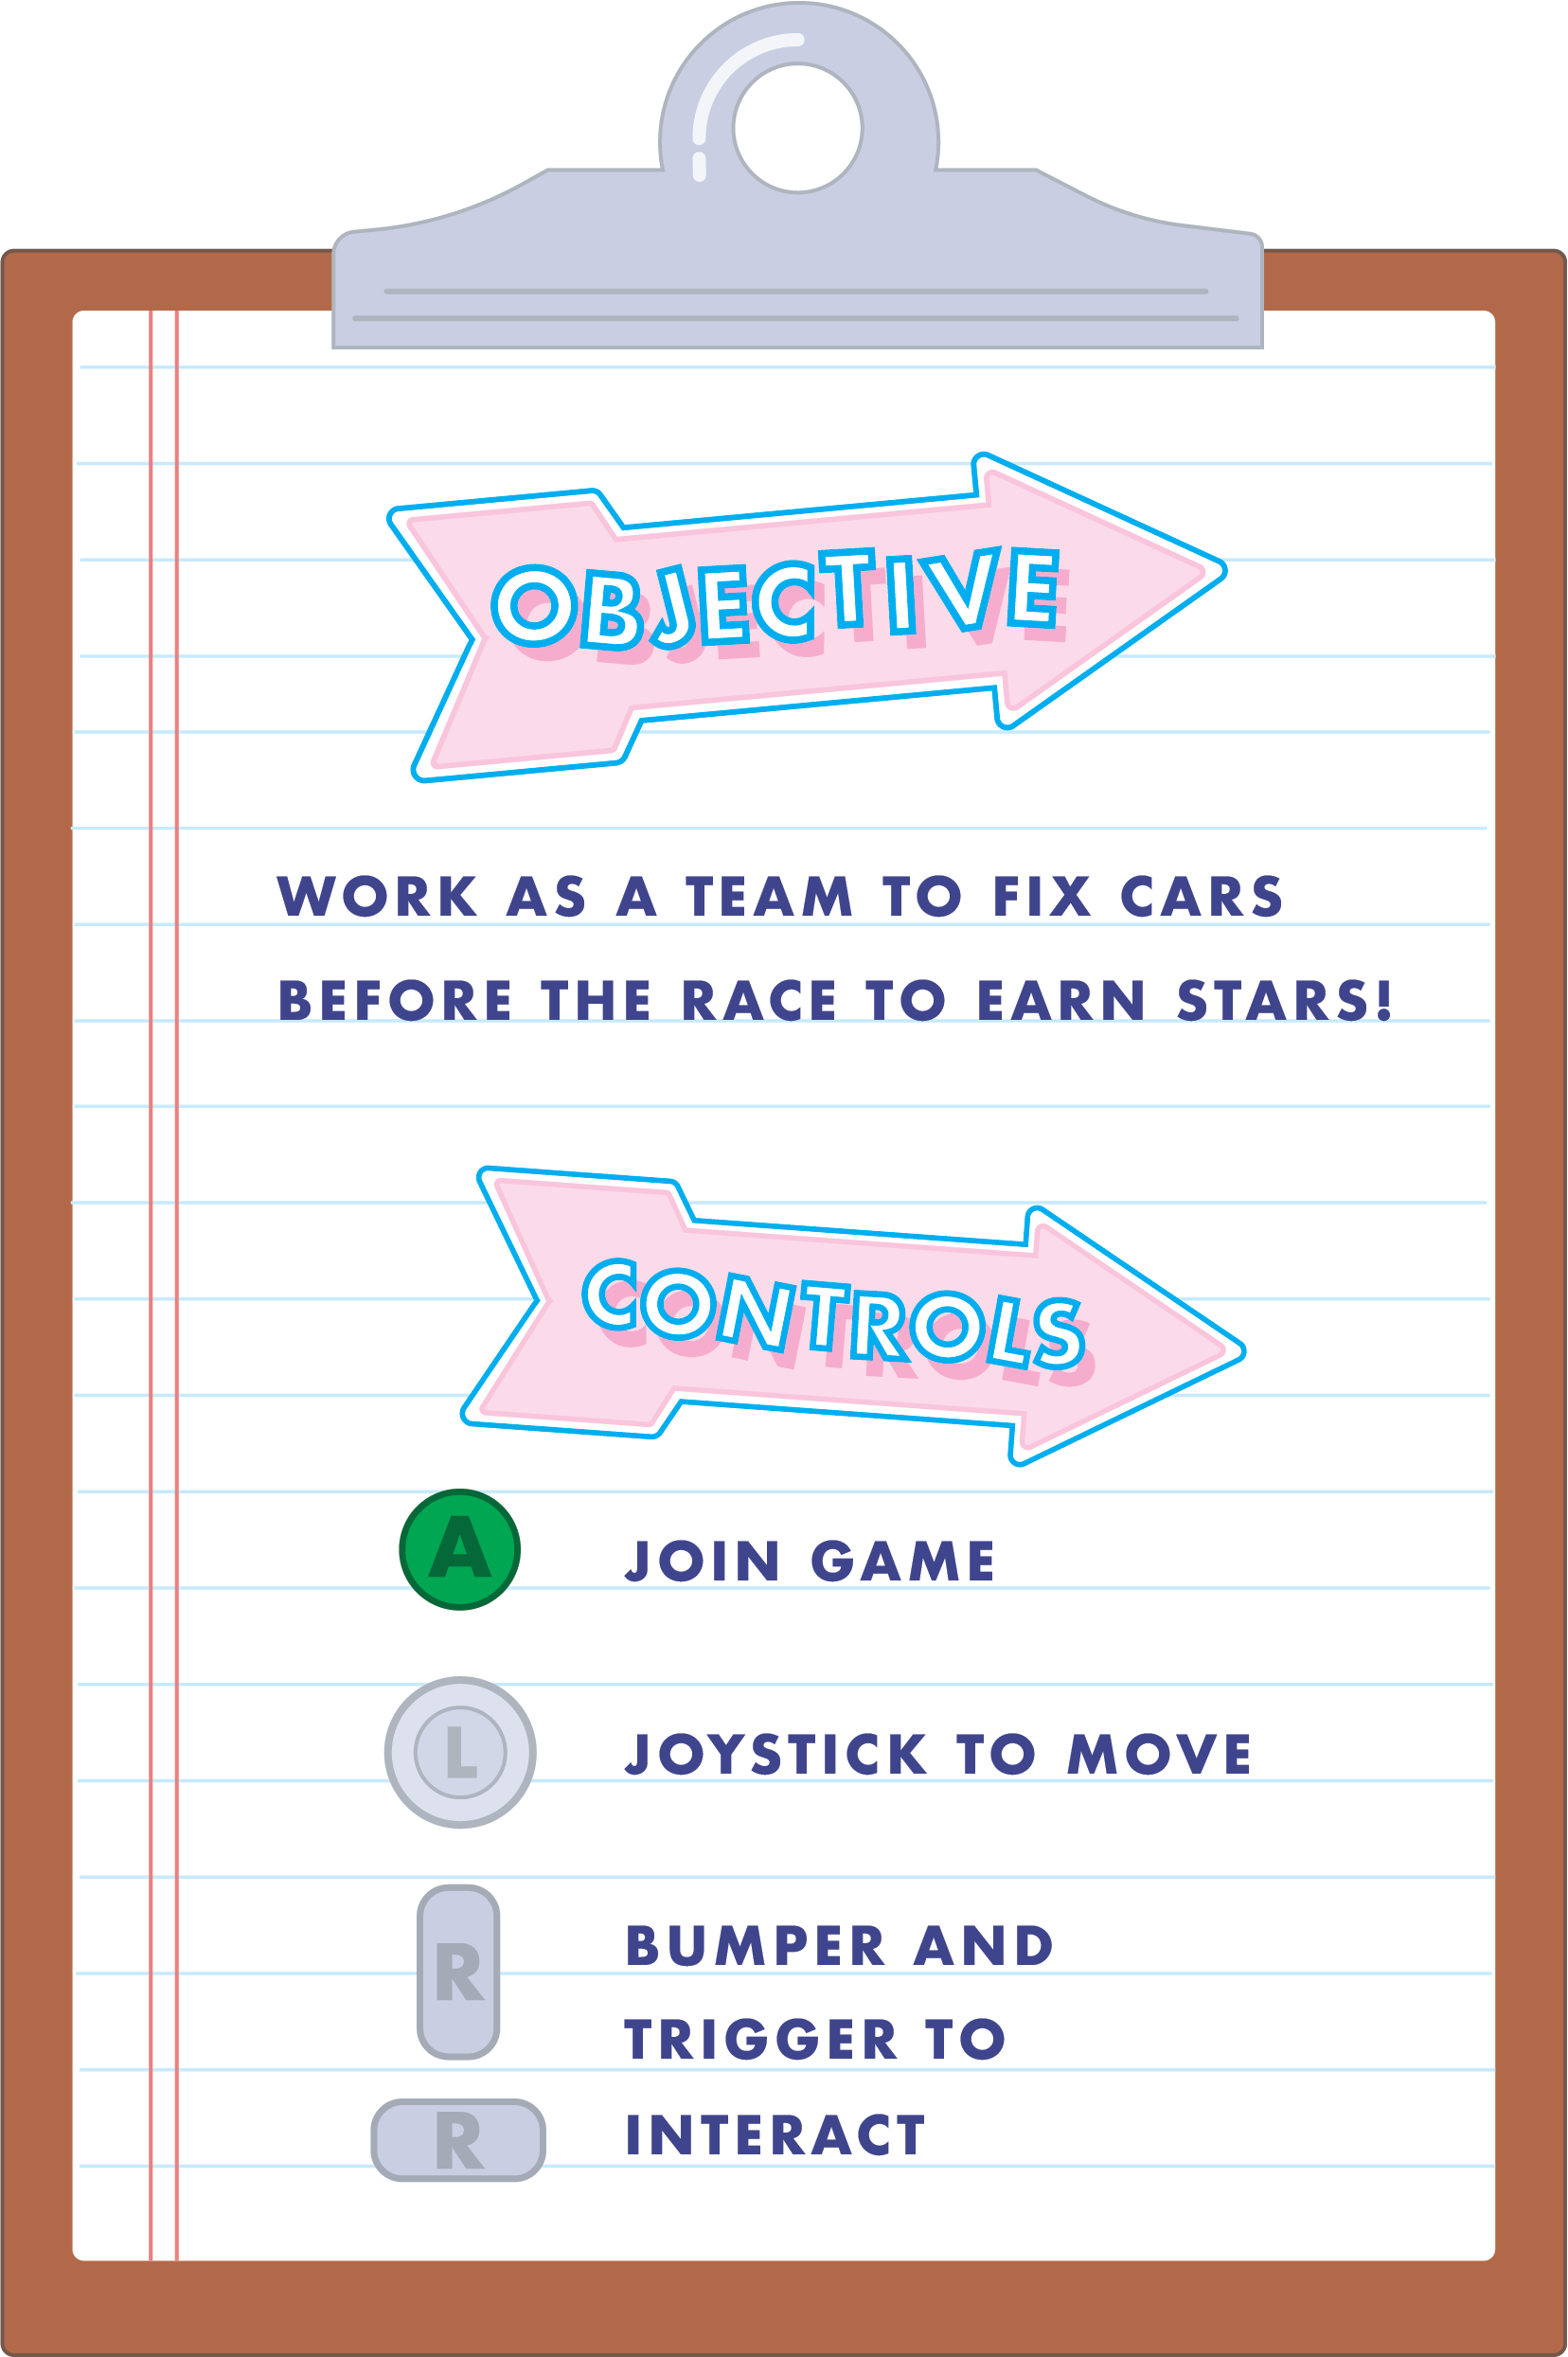 OBJECTIVE
WORK AS A TEAM TO FIX CARS
BEFORE THE RACE TO EARN STARS!
CONTROLS
A JOIN GAME
L JOYSTICK TO MOVE
R BUMPER AND
TRIGGER TO
R INTERACT